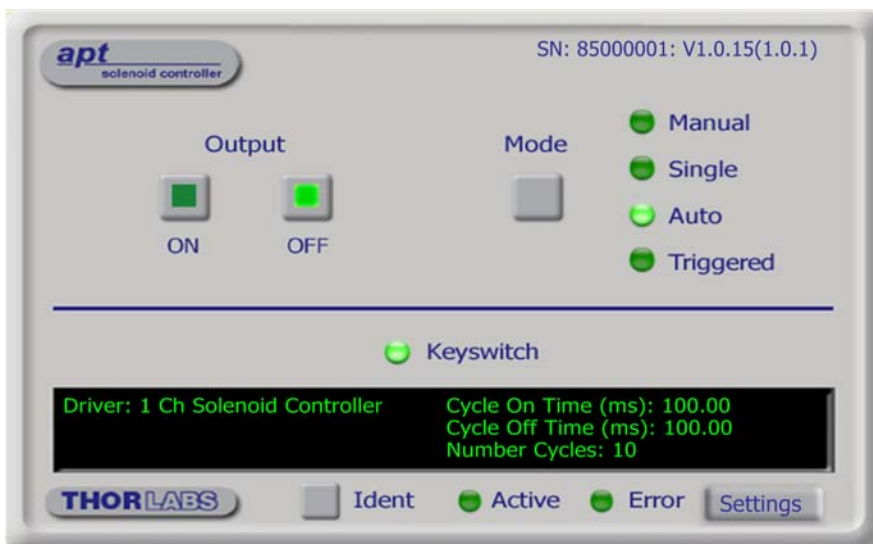 apt
solenoid controller
SN: 85000001: V1.0.15(1.0.1)
Output
ON
OFF
Mode
Manual
Single
Auto
Triggered
Keyswitch
Driver: 1 Ch Solenoid Controller
Cycle On Time (ms): 100.00
Cycle Off Time (ms): 100.00
Number Cycles: 10
THORLABS
Ident
Active
Error
Settings